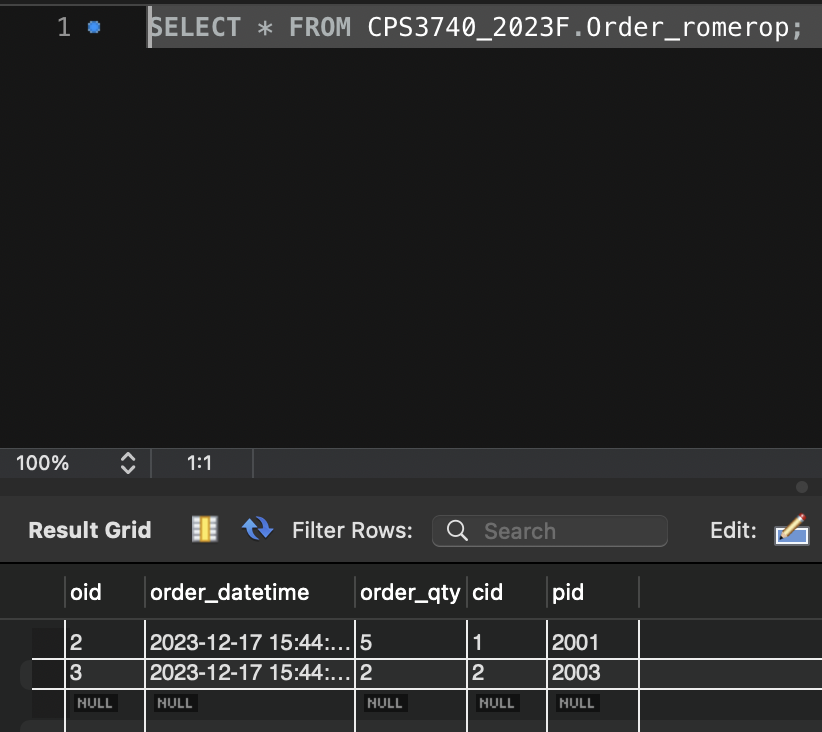 1 SELECT * FROM CPS3740_2023F.Order_romerop;
100% 1:1
Result Grid Filter Rows: Search Edit:
oid order_datetime order_qty cid pid
2 2023-12-17 15:44:... 5 1 2001
3 2023-12-17 15:44:... 2 2 2003
NULL NULL NULL NULL NULL